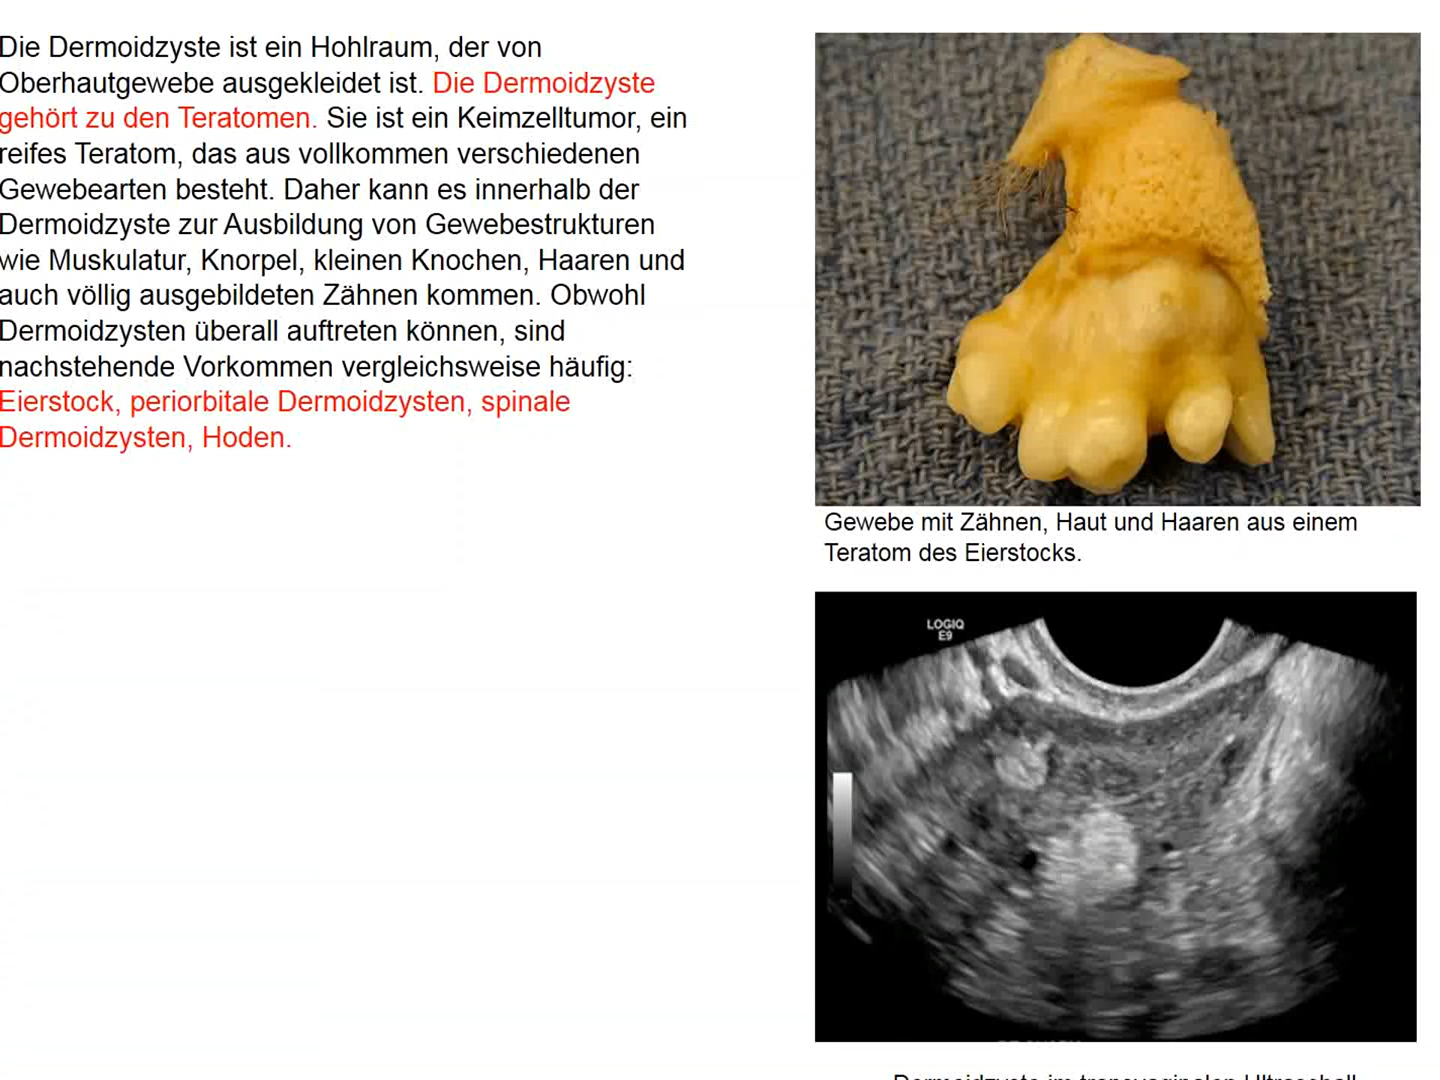 Die Dermoidzyste ist ein Hohlraum, der von
Oberhautgewebe ausgekleidet ist. Die Dermoidzyste
gehört zu den Teratomen. Sie ist ein Keimzelltumor, ein
reifes Teratom, das aus vollkommen verschiedenen
Gewebearten besteht. Daher kann es innerhalb der
Dermoidzyste zur Ausbildung von Gewebestrukturen
wie Muskulatur, Knorpel, kleinen Knochen, Haaren und
auch völlig ausgebildeten Zähnen kommen. Obwohl
Dermoidzysten überall auftreten können, sind
nachstehende Vorkommen vergleichsweise häufig:
Eierstock, periorbitale Dermoidzysten, spinale
Dermoidzysten, Hoden.
Gewebe mit Zähnen, Haut und Haaren aus einem
Teratom des Eierstocks.
LOGIQ
E9
Dermoidzyste im transvaginalen Ultraschall